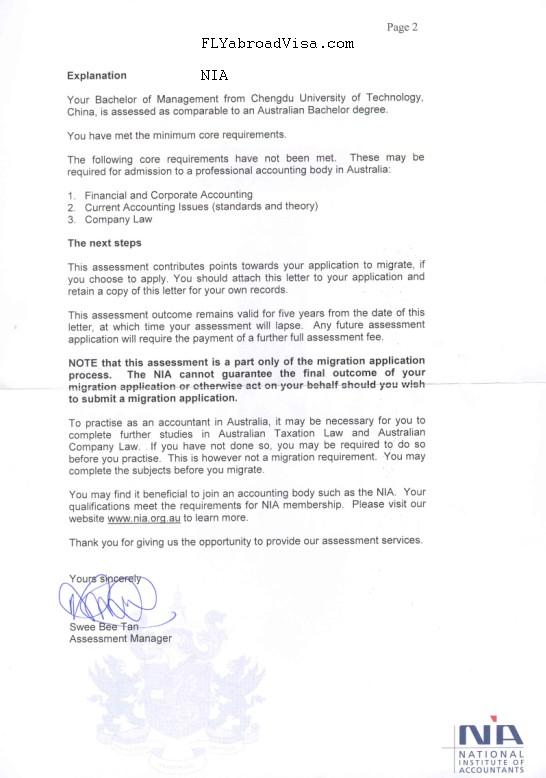 Page 2
FLYabroadVisa.com
Explanation
NIA
Your Bachelor of Management from Chengdu University of Technology,
China, is assessed as comparable to an Australian Bachelor degree.
You have met the minimum core requirements.
The following core requirements have not been met. These may be
required for admission to a professional accounting body in Australia:
1. Financial and Corporate Accounting
2. Current Accounting Issues (standards and theory)
3. Company Law
The next steps
This assessment contributes points towards your application to migrate, if
you choose to apply. You should attach this letter to your application and
retain a copy of this letter for your own records.
This assessment outcome remains valid for five years from the date of this
letter, at which time your assessment will lapse. Any future assessment
application will require the payment of a further full assessment fee.
NOTE that this assessment is a part only of the migration application
process. The NIA cannot guarantee the final outcome of your
migration application or otherwise act on your behalf should you wish
to submit a migration application.
To practise as an accountant in Australia, it may be necessary for you to
complete further studies in Australian Taxation Law and Australian
Company Law. If you have not done so, you may be required to do so
before you practise. This is however not a migration requirement. You may
complete the subjects before you migrate.
You may find it beneficial to join an accounting body such as the NIA. Your
qualifications meet the requirements for NIA membership. Please visit our
website www.nia.org.au to learn more.
Thank you for giving us the opportunity to provide our assessment services.
Yours sincerely
Swee Bee Tan
Assessment Manager
NIA
NATIONAL
INSTITUTE OF
ACCOUNTANTS